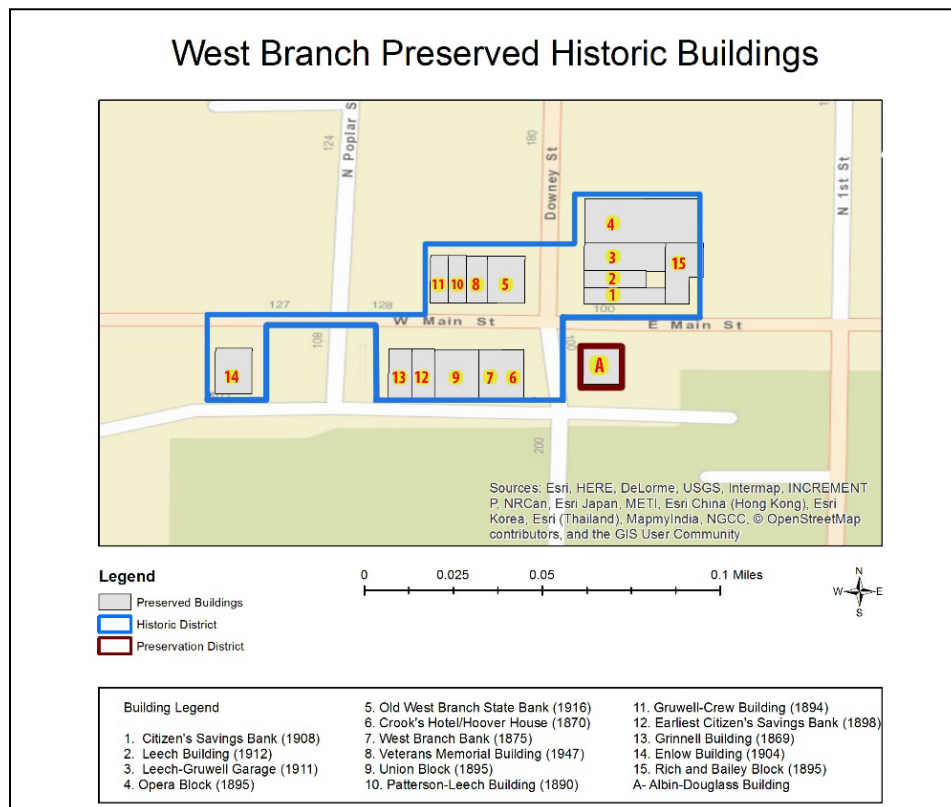 West Branch Preserved Historic Buildings
N Poplar S
124
180
Downey St
N 1st St
4
3
15
2
1
11
10
8
5
127
128
100
W Main St
E Main St
108
100
14
13
12
9
7
6
A
200
Sources: Esri, HERE, DeLorme, USGS, Intermap, INCREMENT
P, NRCan, Esri Japan, METI, Esri China (Hong Kong), Esri
Korea, Esri (Thailand), MapmyIndia, NGCC, © OpenStreetMap
contributors, and the GIS User Community
Legend
Preserved Buildings
Historic District
Preservation District
0 0.025 0.05 0.1 Miles
N
W E
S
Building Legend
1. Citizen's Savings Bank (1908)
2. Leech Building (1912)
3. Leech-Gruwell Garage (1911)
4. Opera Block (1895)
5. Old West Branch State Bank (1916)
6. Crook's Hotel/Hoover House (1870)
7. West Branch Bank (1875)
8. Veterans Memorial Building (1947)
9. Union Block (1895)
10. Patterson-Leech Building (1890)
11. Gruwell-Crew Building (1894)
12. Earliest Citizen's Savings Bank (1898)
13. Grinnell Building (1869)
14. Enlow Building (1904)
15. Rich and Bailey Block (1895)
A- Albin-Douglass Building